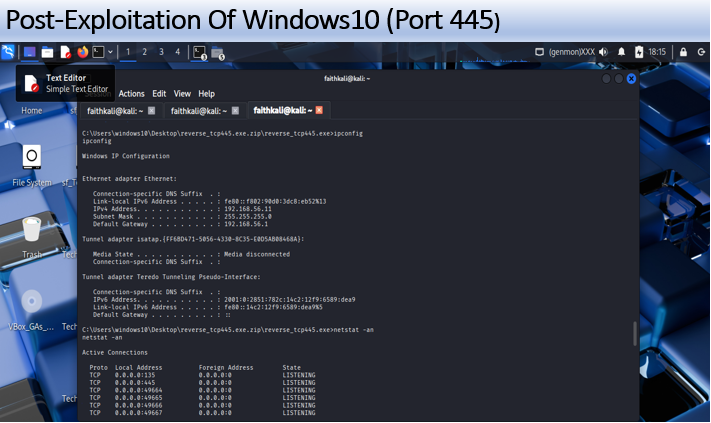 Post-Exploitation Of Windows10 (Port 445)
1 2 3 4
(genmon)XXX 18:15
Text Editor
Simple Text Editor
faithkali@kali: ~
Actions Edit View Help
faithkali@kali: ~ faithkali@kali: ~ faithkali@kali: ~
Home
File System
Trash
VBox_GAs_...
C:\Users\windows10\Desktop\reverse_tcp445.exe.zip\reverse_tcp445.exe>ipconfig
ipconfig
Windows IP Configuration
Ethernet adapter Ethernet:
Connection-specific DNS Suffix . :
Link-local IPv6 Address . . . . . : fe80::f802:90d0:3dc8:eb52%13
IPv4 Address. . . . . . . . . . . : 192.168.56.11
Subnet Mask . . . . . . . . . . . : 255.255.255.0
Default Gateway . . . . . . . . . : 192.168.56.1
Tunnel adapter isatap.{FF6BD471-5056-4330-8C35-E0D5AB08468A}:
Media State . . . . . . . . . . . : Media disconnected
Connection-specific DNS Suffix . :
Tunnel adapter Teredo Tunneling Pseudo-Interface:
Connection-specific DNS Suffix . :
IPv6 Address. . . . . . . . . . . : 2001:0:2851:782c:14c2:12f9:6589:dea9
Link-local IPv6 Address . . . . . : fe80::14c2:12f9:6589:dea9%5
Default Gateway . . . . . . . . . : ::
C:\Users\windows10\Desktop\reverse_tcp445.exe.zip\reverse_tcp445.exe>netstat -an
netstat -an
Active Connections
Proto Local Address Foreign Address State
TCP 0.0.0.0:135 0.0.0.0:0 LISTENING
TCP 0.0.0.0:445 0.0.0.0:0 LISTENING
TCP 0.0.0.0:49664 0.0.0.0:0 LISTENING
TCP 0.0.0.0:49665 0.0.0.0:0 LISTENING
TCP 0.0.0.0:49666 0.0.0.0:0 LISTENING
TCP 0.0.0.0:49667 0.0.0.0:0 LISTENING